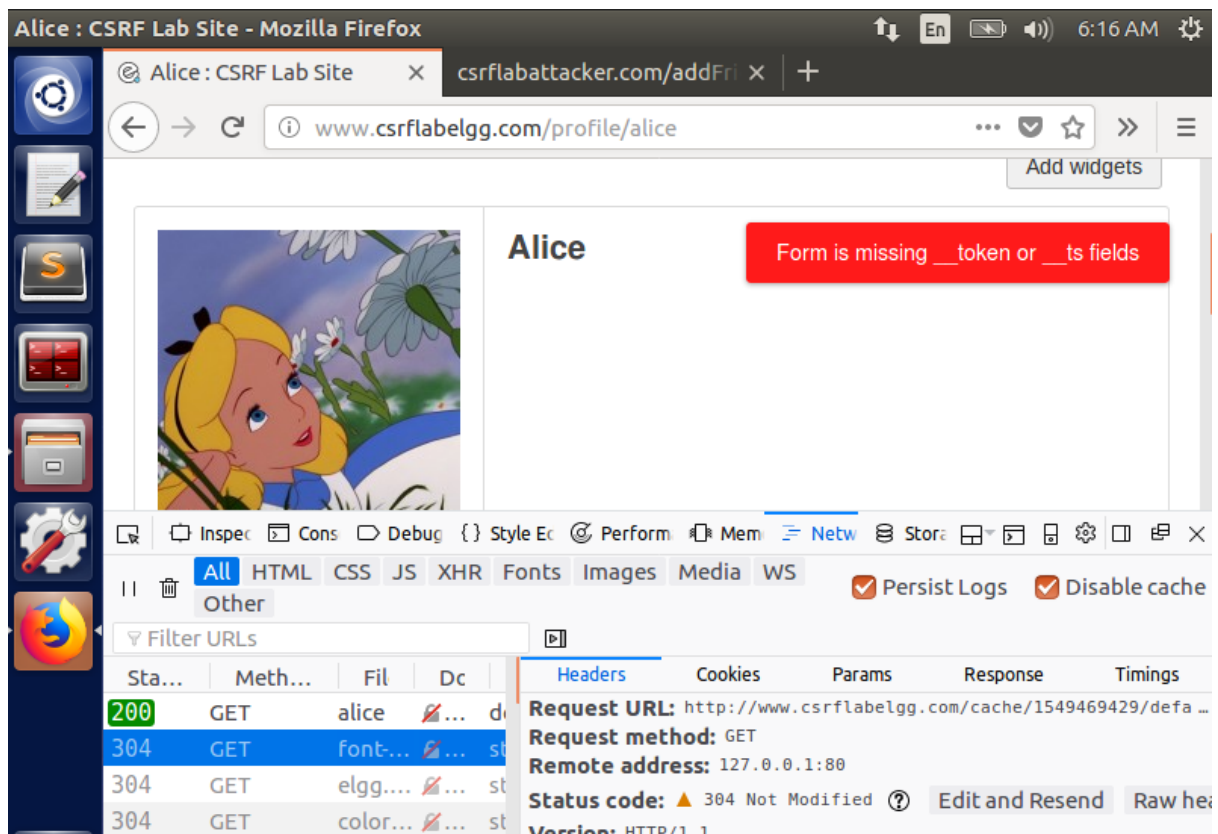 Alice : CSRF Lab Site - Mozilla Firefox En 6:16 AM
Alice : CSRF Lab Site csrflabattacker.com/addFri
www.csrflabelgg.com/profile/alice
Add widgets
Alice
Form is missing __token or __ts fields
Inspec Cons Debug {} Style Ec Perform Mem Netw Stora
All HTML CSS JS XHR Fonts Images Media WS
Other
Persist Logs Disable cache
Filter URLs
Sta... Meth... Fil Dc
Headers Cookies Params Response Timings
200 GET alice ... d
304 GET font-... ... st
304 GET elgg.... ... st
304 GET color... ... st
Request URL: http://www.csrflabelgg.com/cache/1549469429/defa...
Request method: GET
Remote address: 127.0.0.1:80
Status code: 304 Not Modified ? Edit and Resend Raw hea
Version: HTTP/1.1